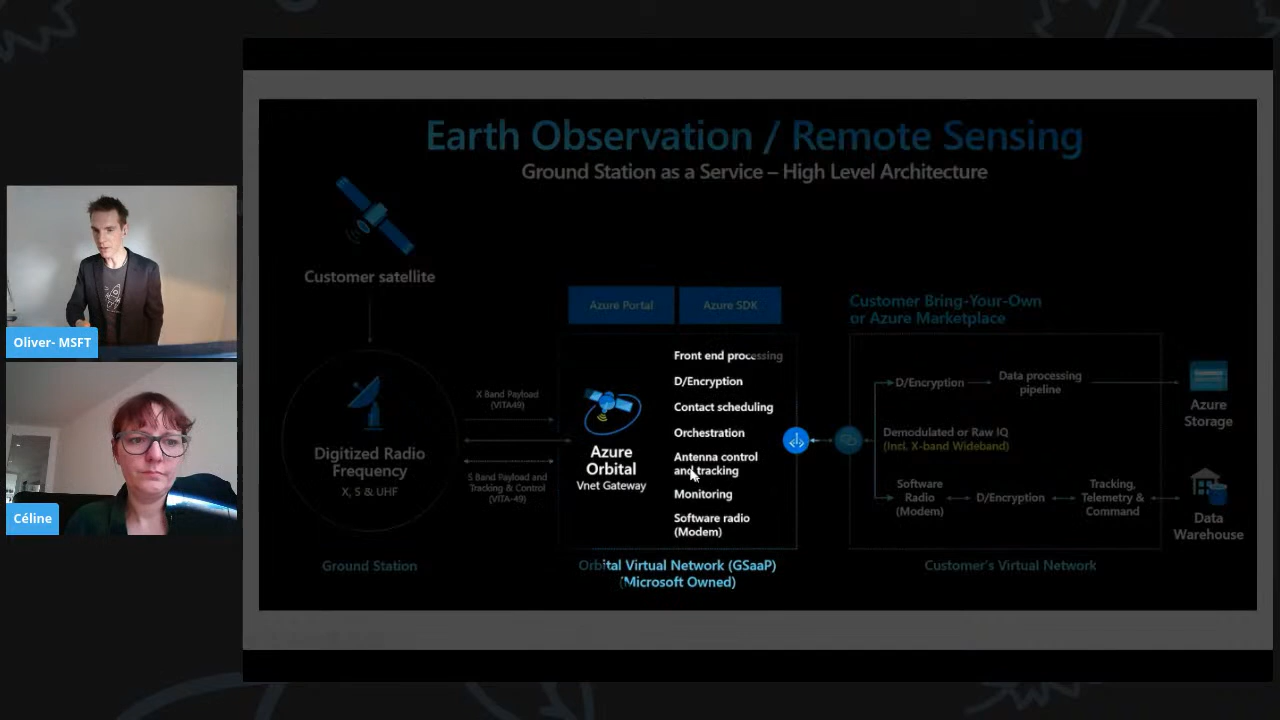 Earth Observation / Remote Sensing
Ground Station as a Service – High Level Architecture
Customer satellite
Digitized Radio
Frequency
X, S & UHF
Ground Station
X Band Payload
(VITA49)
S Band Payload and
Tracking & Control
(VITA-49)
Azure Portal
Azure SDK
Azure
Orbital
Vnet Gateway
Front end processing
D/Encryption
Contact scheduling
Orchestration
Antenna control
and tracking
Monitoring
Software radio
(Modem)
Orbital Virtual Network (GSaaP)
(Microsoft Owned)
Customer Bring-Your-Own
or Azure Marketplace
D/Encryption
Data processing
pipeline
Demodulated or Raw IQ
(Incl. X-band Wideband)
Software
Radio
(Modem)
D/Encryption
Tracking,
Telemetry &
Command
Customer's Virtual Network
Azure
Storage
Data
Warehouse
Oliver- MSFT
Céline